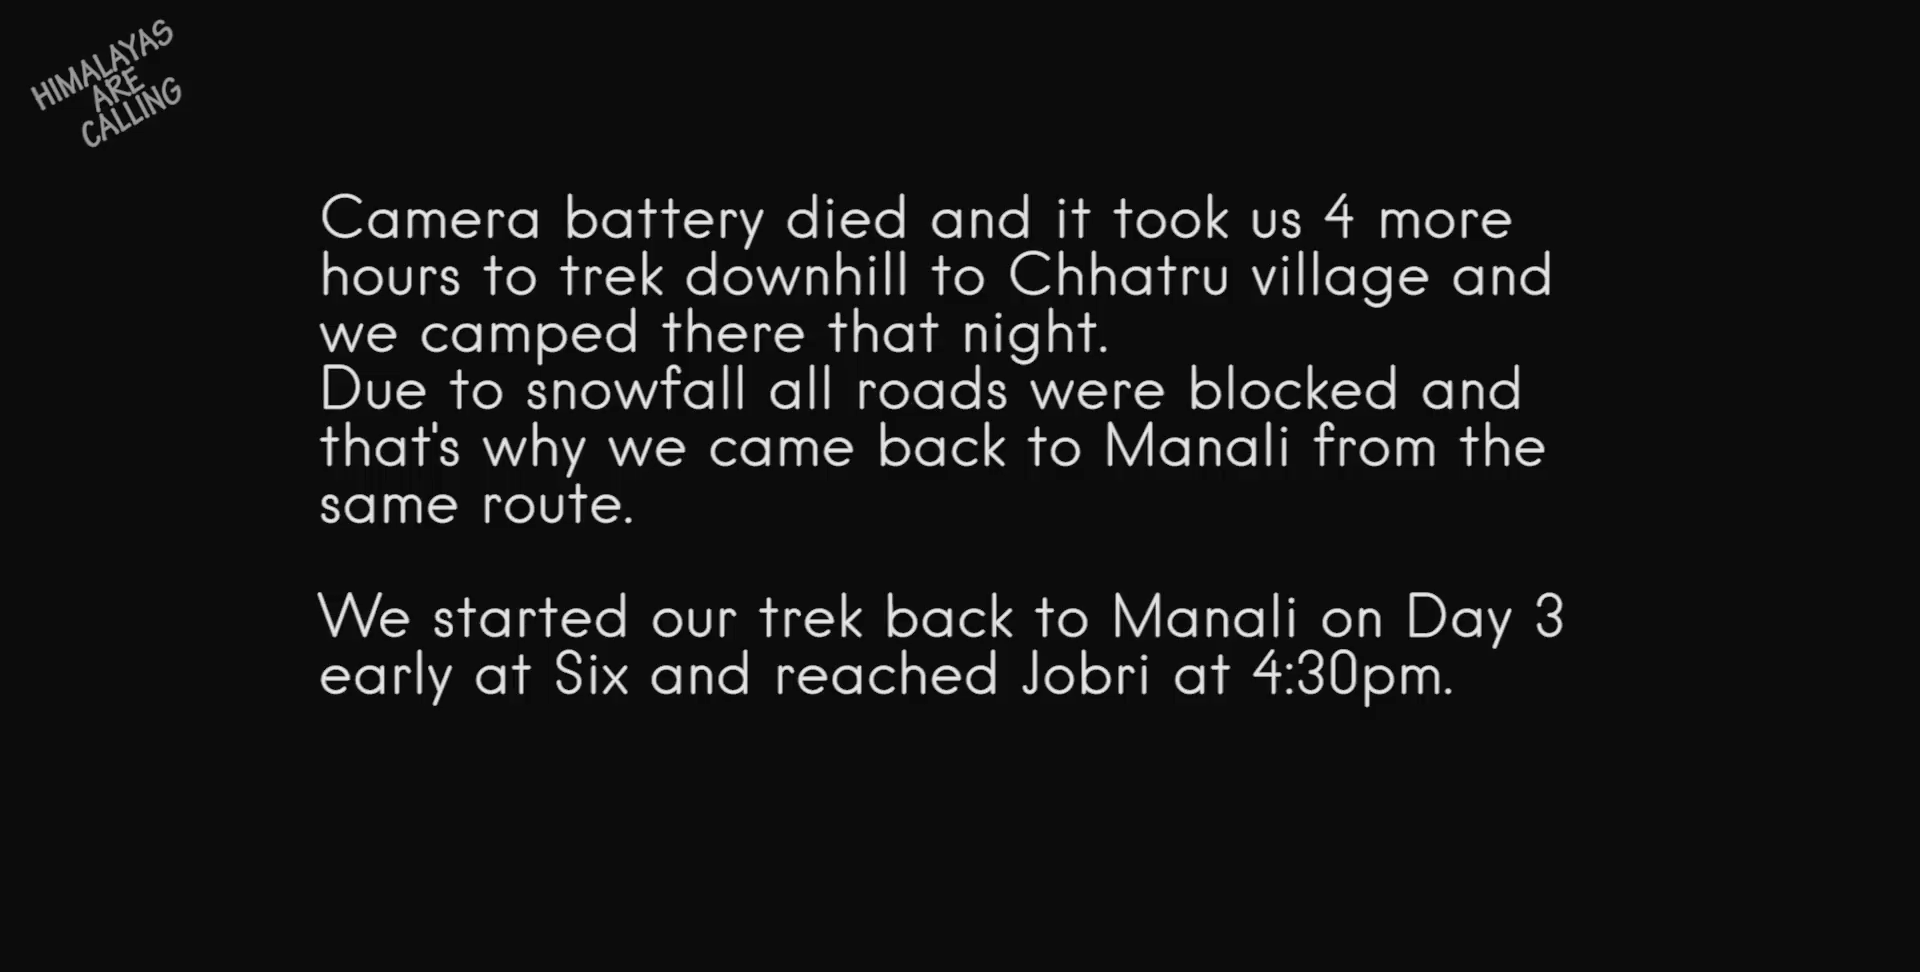 HIMALAYAS
ARE
CALLING
Camera battery died and it took us 4 more
hours to trek downhill to Chhatru village and
we camped there that night.
Due to snowfall all roads were blocked and
that's why we came back to Manali from the
same route.
We started our trek back to Manali on Day 3
early at Six and reached Jobri at 4:30pm.